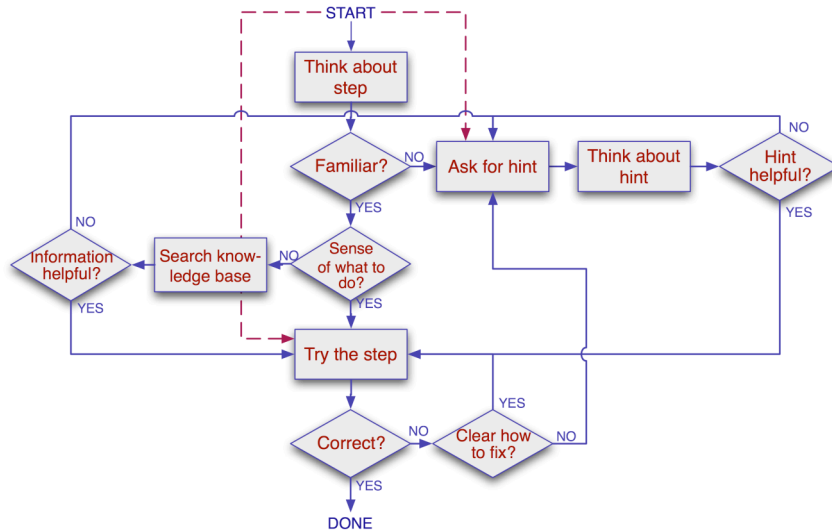 START
Think about
step
NO
Familiar?
NO
Ask for hint
Think about
hint
Hint
helpful?
YES
YES
NO
Information
helpful?
Search know-
ledge base
NO
Sense
of what to
do?
YES
YES
Try the step
YES
Correct?
NO
Clear how
to fix?
NO
YES
DONE